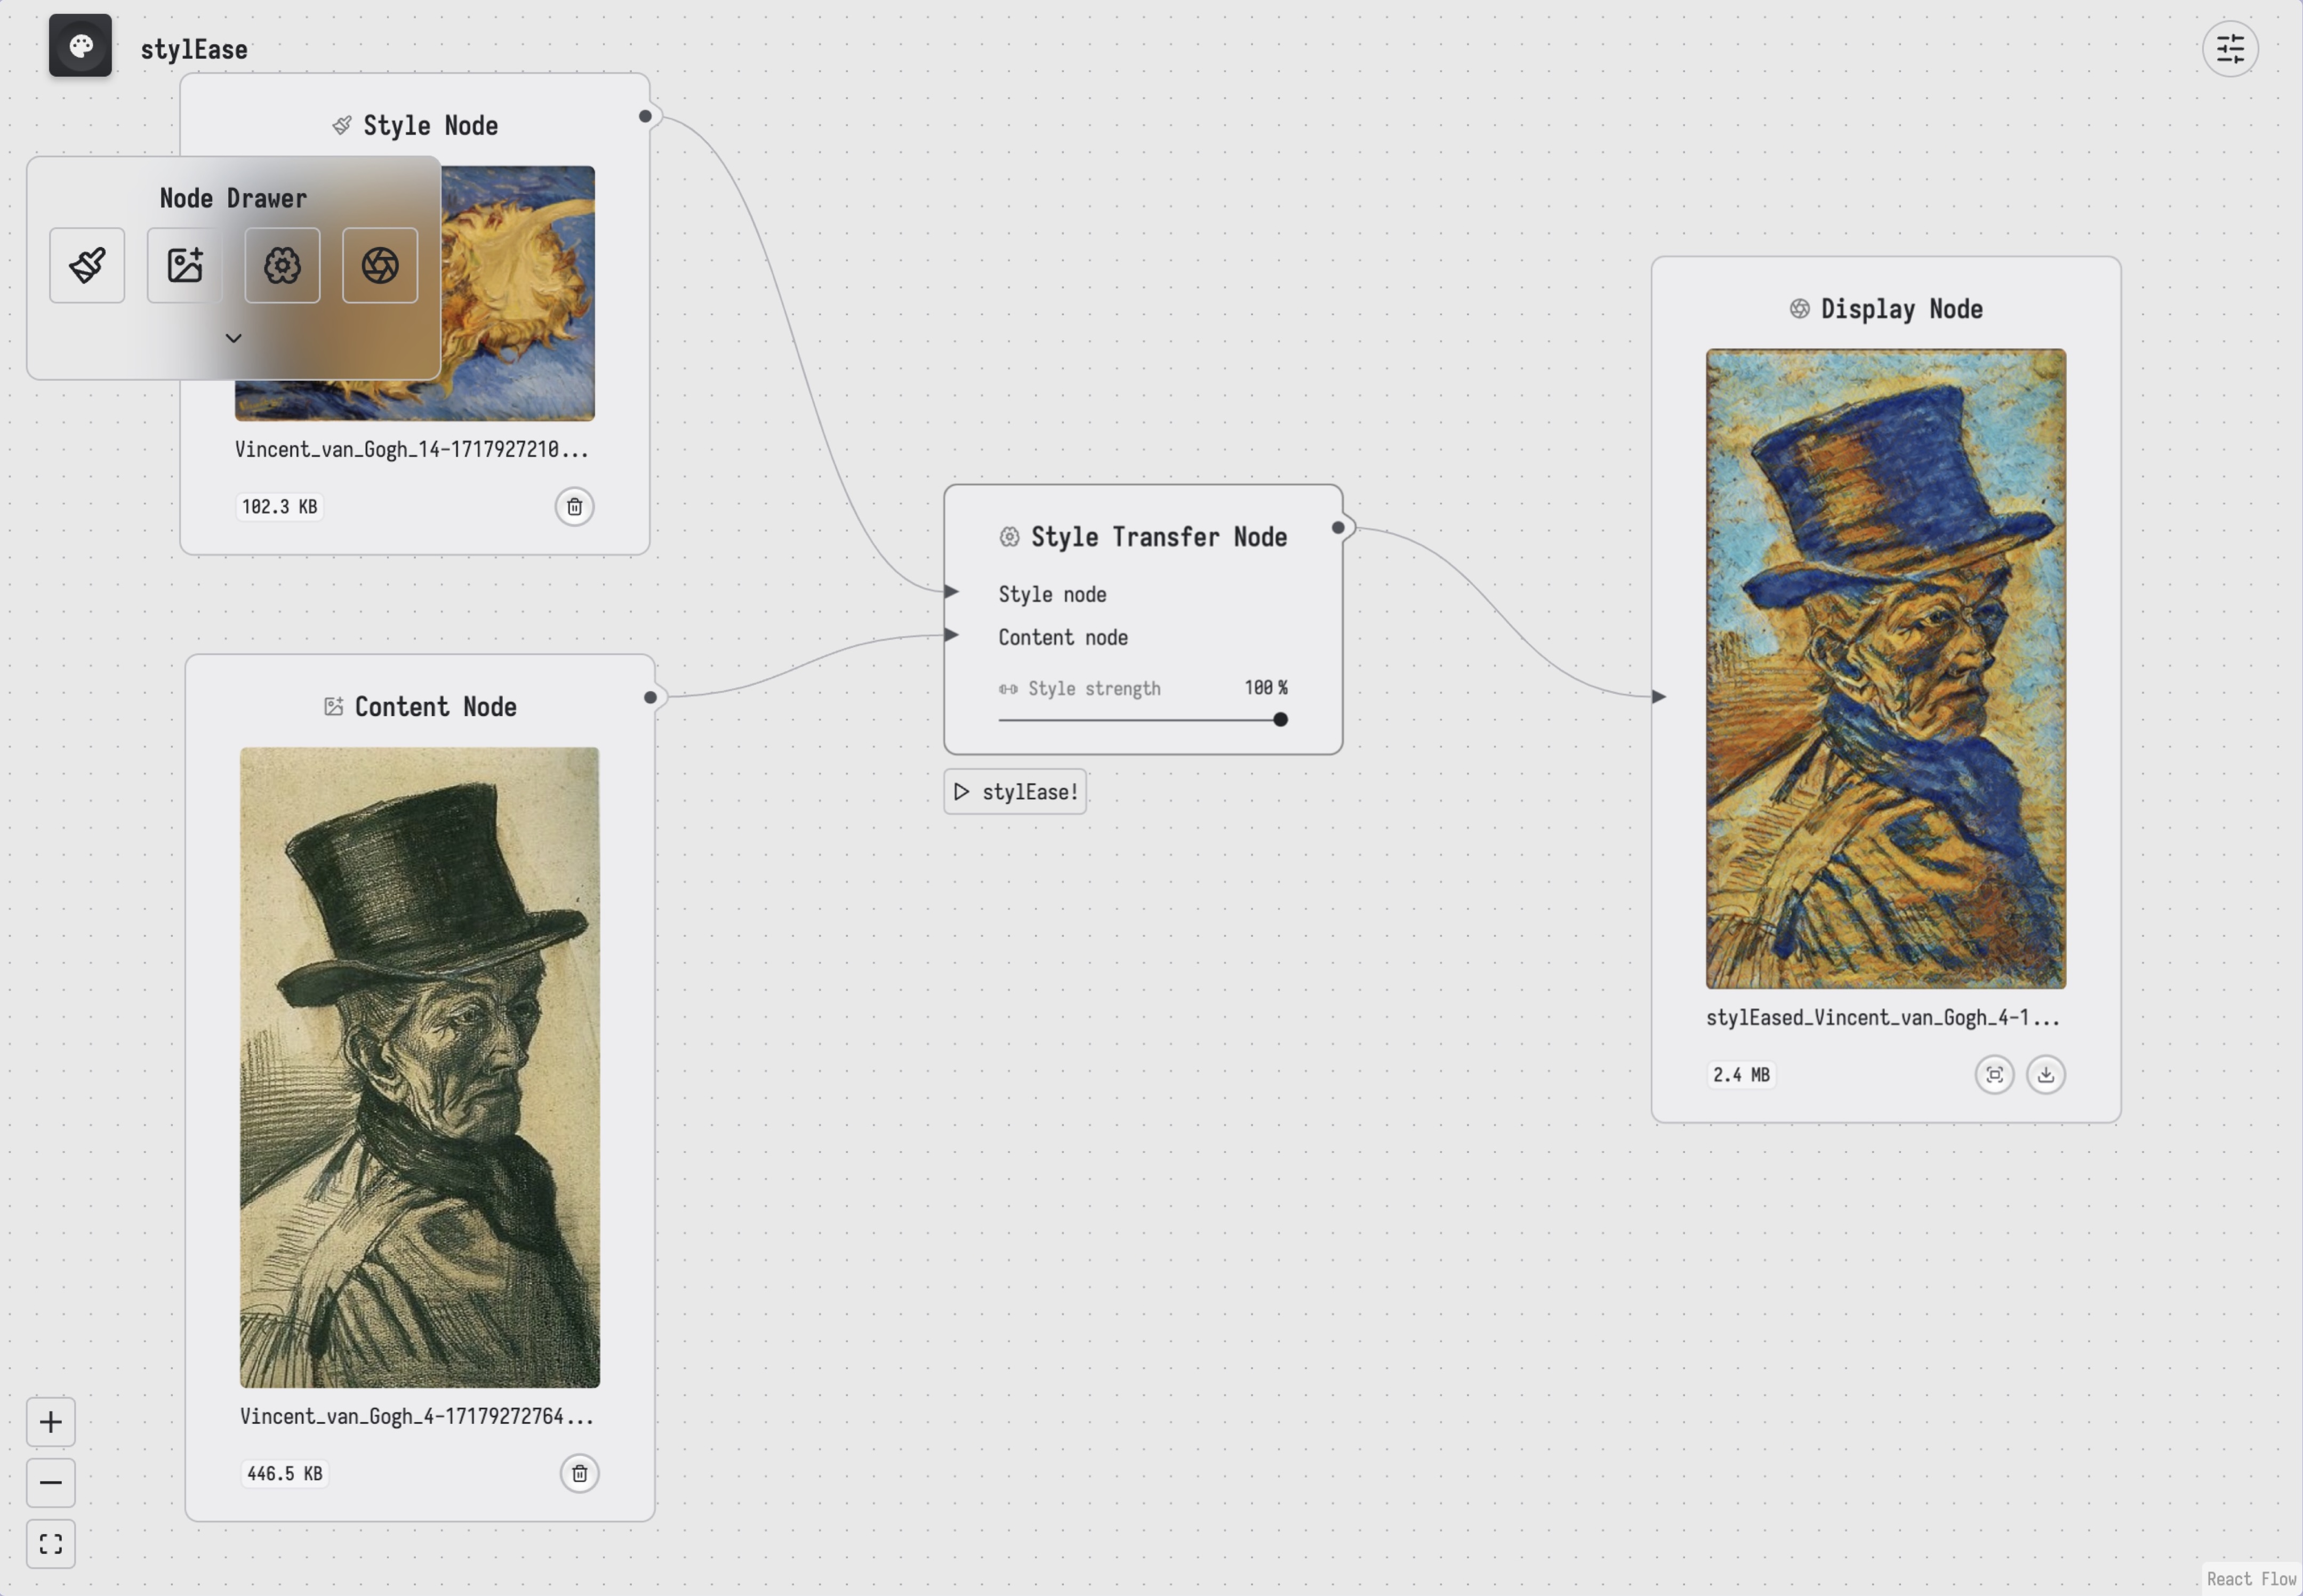 stylEase
Style Node
Node Drawer
Vincent_van_Gogh_14-1717927210...
102.3 KB
Style Transfer Node
Style node
Content node
Style strength 100 %
stylEase!
Content Node
Vincent_van_Gogh_4-17179272764...
446.5 KB
Display Node
stylEased_Vincent_van_Gogh_4-1...
2.4 MB
React Flow